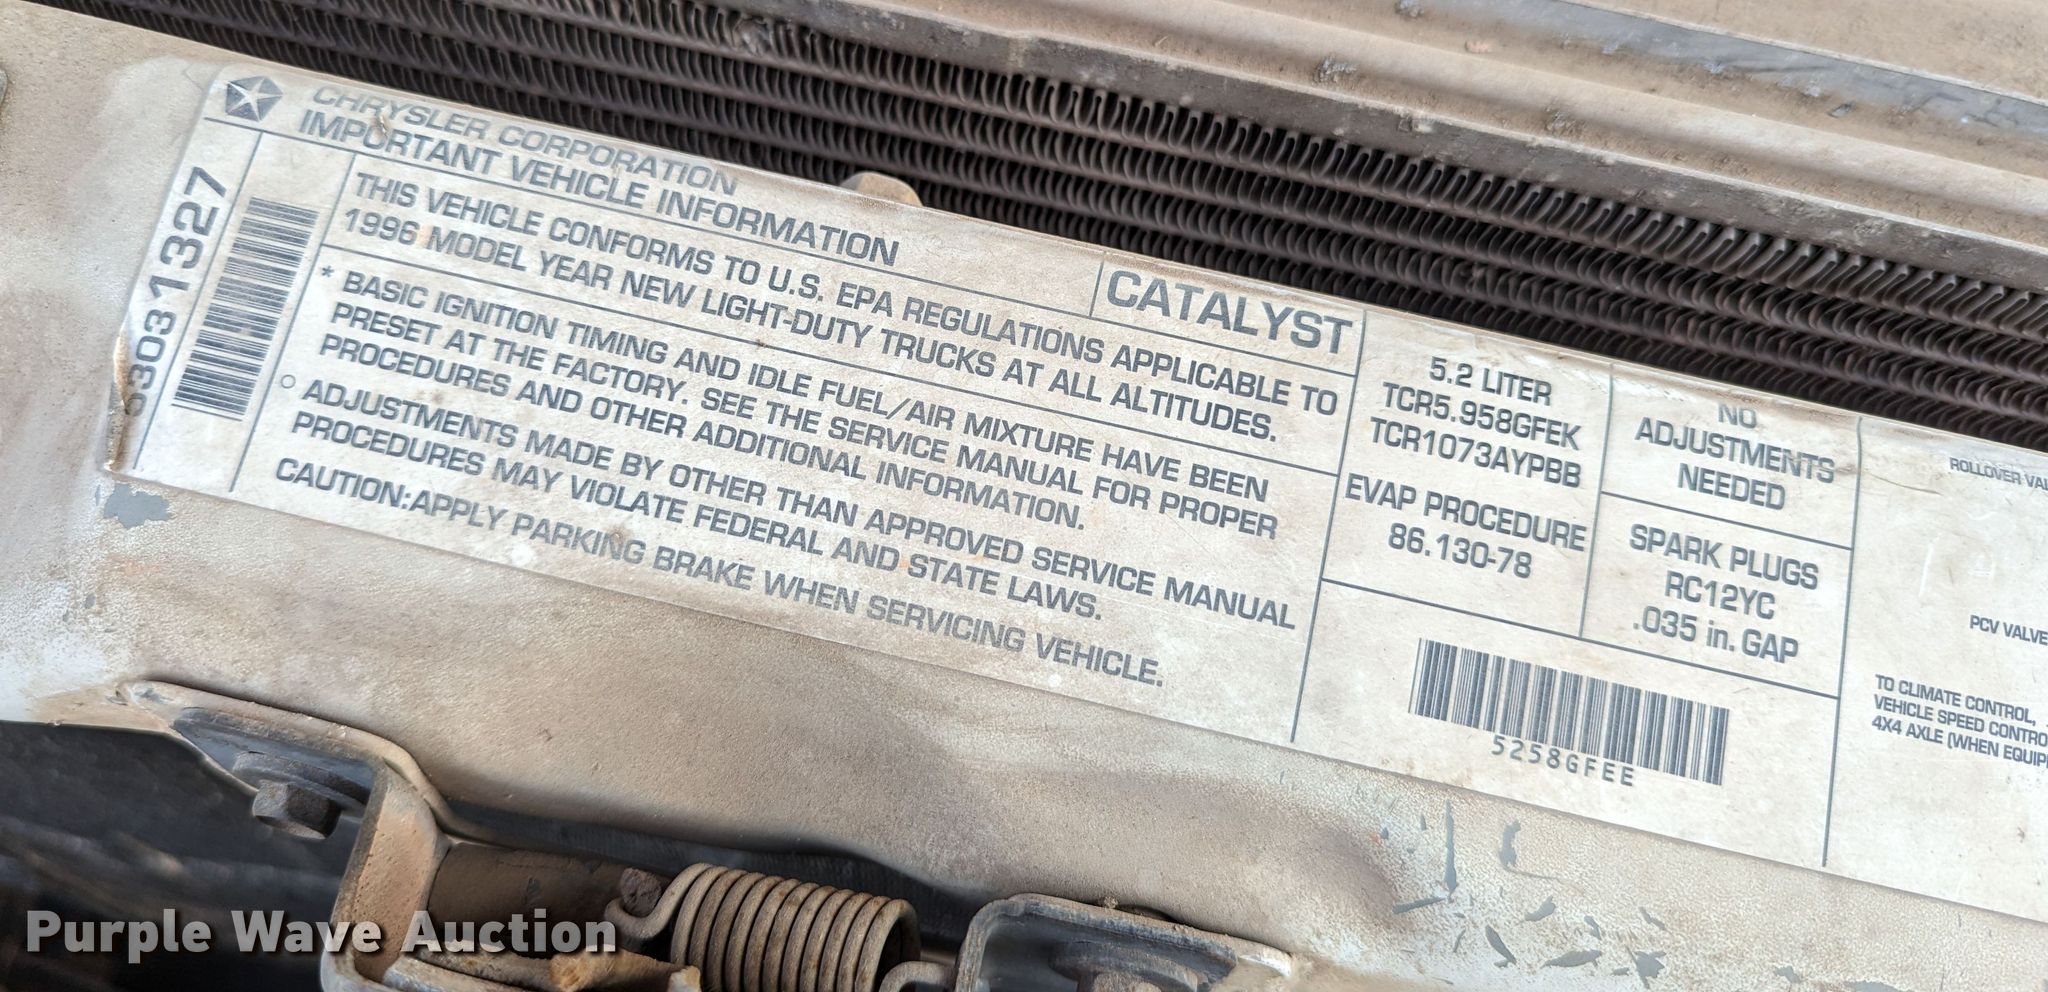 CHRYSLER CORPORATION
IMPORTANT VEHICLE INFORMATION
53031327
THIS VEHICLE CONFORMS TO U.S. EPA REGULATIONS APPLICABLE TO
1996 MODEL YEAR NEW LIGHT-DUTY TRUCKS AT ALL ALTITUDES.
* BASIC IGNITION TIMING AND IDLE FUEL/AIR MIXTURE HAVE BEEN
PRESET AT THE FACTORY. SEE THE SERVICE MANUAL FOR PROPER
PROCEDURES AND OTHER ADDITIONAL INFORMATION.
○ ADJUSTMENTS MADE BY OTHER THAN APPROVED SERVICE MANUAL
PROCEDURES MAY VIOLATE FEDERAL AND STATE LAWS.
CAUTION:APPLY PARKING BRAKE WHEN SERVICING VEHICLE.
CATALYST
5.2 LITER
TCR5.958GFEK
TCR1073AYPBB
EVAP PROCEDURE
86.130-78
NO
ADJUSTMENTS
NEEDED
SPARK PLUGS
RC12YC
.035 in. GAP
5258GFEE
ROLLOVER
PCV VALVE
TO CLIMATE CONTROL,
VEHICLE SPEED
4X4 AXLE (WHEN
Purple Wave Auction